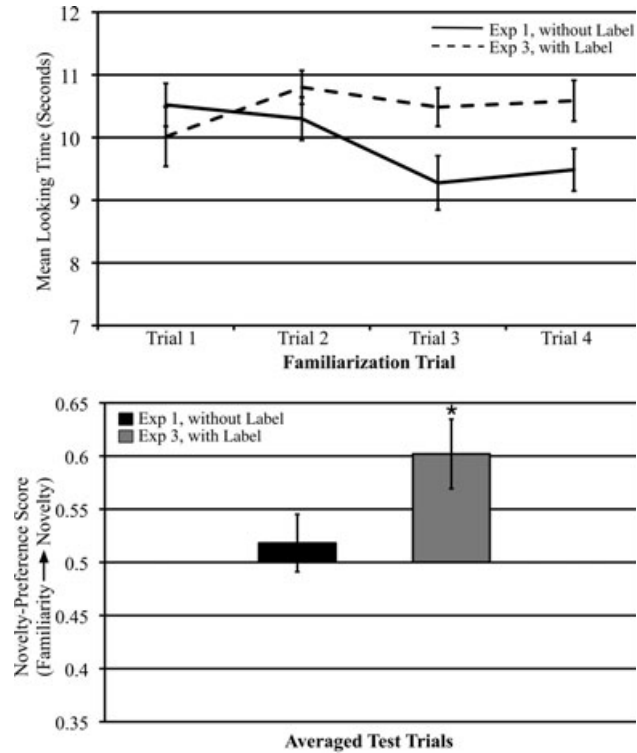 12
11
10
9
8
7
Mean Looking Time (Seconds)
Exp 1, without Label
Exp 3, with Label
Trial 1 Trial 2 Trial 3 Trial 4
Familiarization Trial
0.65
0.6
0.55
0.5
0.45
0.4
0.35
Novelty-Preference Score
(Familiarity → Novelty)
Exp 1, without Label
Exp 3, with Label
*
Averaged Test Trials